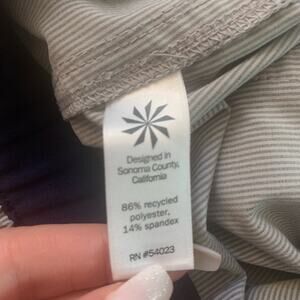 Designed in
Sonoma County,
California
86% recycled
polyester,
14% spandex
RN #54023